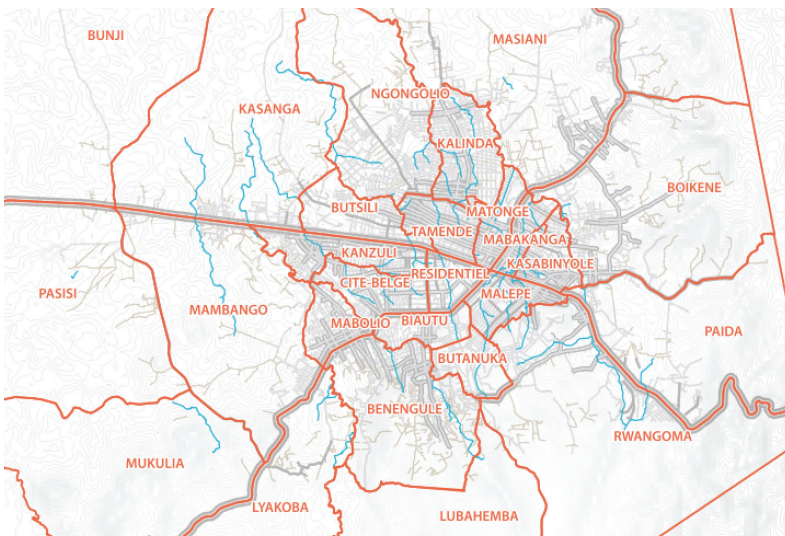 BUNJI
MASIANI
NGONGOLIO
KASANGA
KALINDA
BOIKENE
BUTSILI
MATONGE
TAMENDE
MABAKANGA
KANZULI
KASABINYOLE
RESIDENTIEL
CITE-BELGE
PASISI
MALEPE
MAMBANGO
MABOLIO
BIAUTU
PAIDA
BUTANUKA
BENENGULE
RWANGOMA
MUKULIA
LYAKOBA
LUBAHEMBA